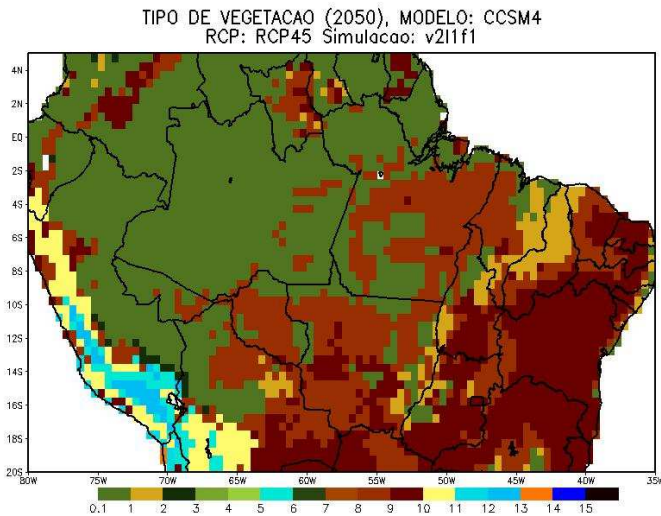 TIPO DE VEGETACAO (2050), MODELO: CCSM4
RCP: RCP45 Simulacao: v2l1f1
4N
2N
EQ
2S
4S
6S
8S
10S
12S
14S
16S
18S
20S
80W 75W 70W 65W 60W 55W 50W 45W 40W 35W
0.1 1 3 4 5 6 7 8 9 10 11 12 13 14 15